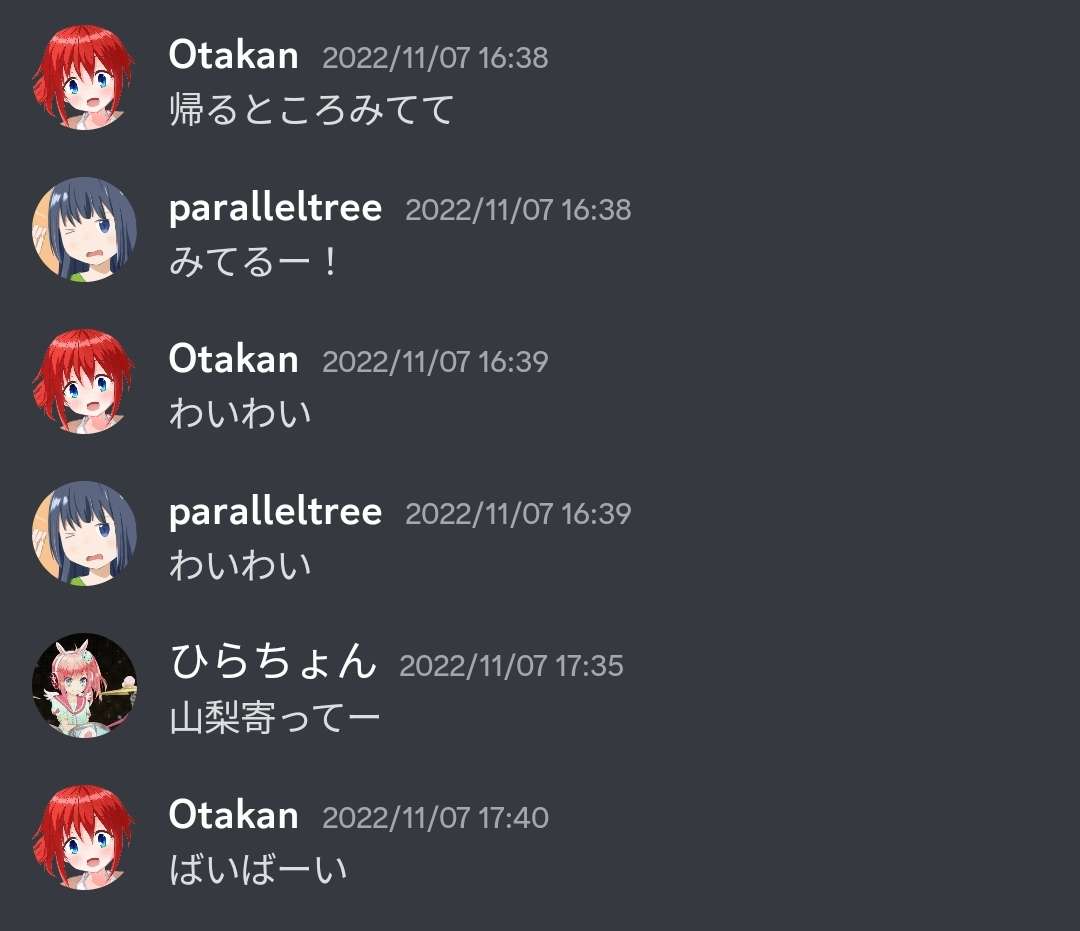 Otakan 2022/11/07 16:38
帰るところみてて
paralleltree 2022/11/07 16:38
みてるー！
Otakan 2022/11/07 16:39
わいわい
paralleltree 2022/11/07 16:39
わいわい
ひらちょん 2022/11/07 17:35
山梨寄ってー
Otakan 2022/11/07 17:40
ばいばーい